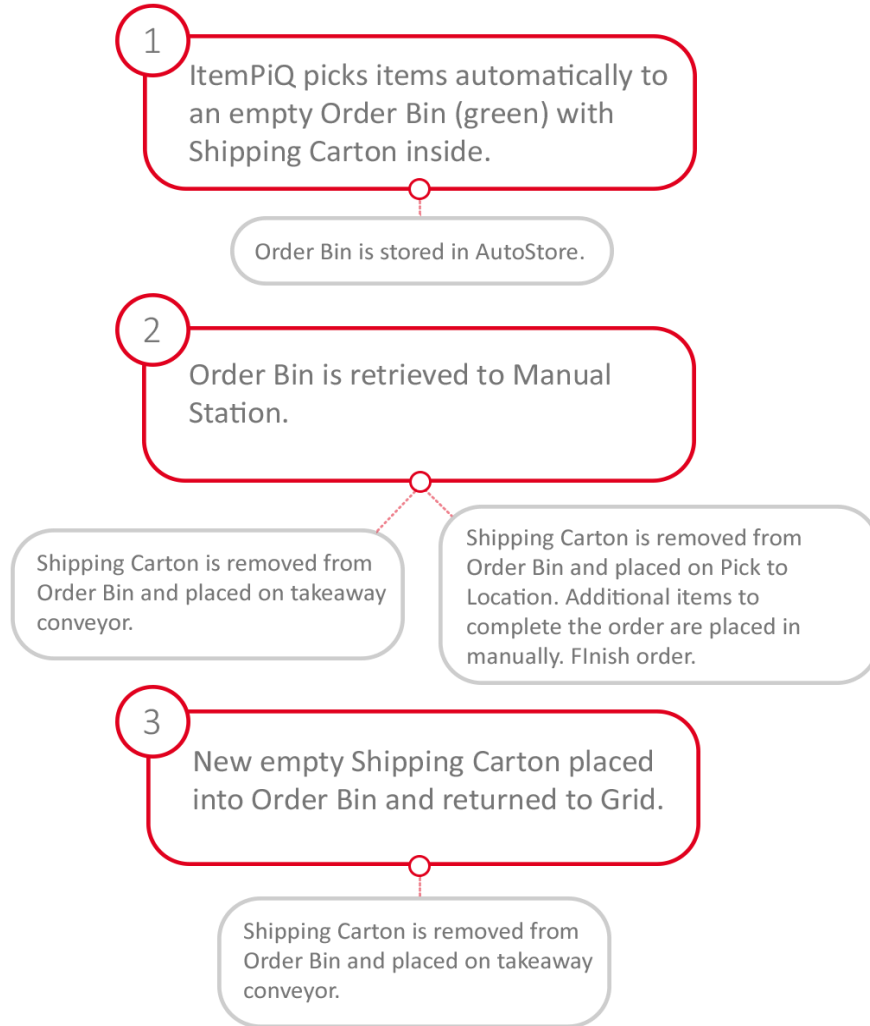 1
ItemPiQ picks items automatically to
an empty Order Bin (green) with
Shipping Carton inside.
Order Bin is stored in AutoStore.
2
Order Bin is retrieved to Manual
Station.
Shipping Carton is removed from
Order Bin and placed on takeaway
conveyor.
Shipping Carton is removed from
Order Bin and placed on Pick to
Location. Additional items to
complete the order are placed in
manually. FInish order.
3
New empty Shipping Carton placed
into Order Bin and returned to Grid.
Shipping Carton is removed from
Order Bin and placed on takeaway
conveyor.